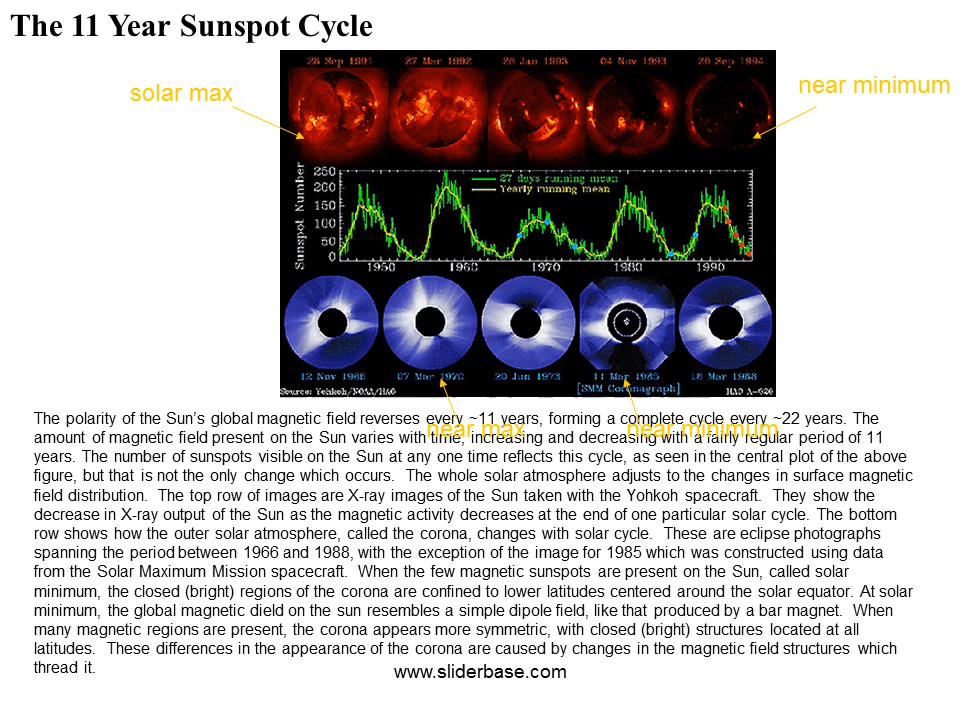 The 11 Year Sunspot Cycle
solar max
near minimum
28 Sep 1991 27 Mar 1992 26 Jan 1993 04 Nov 1993 20 Sep 1994
Sunspot Number
250
200
150
100
50
0
27 days running mean
Yearly running mean
1950 1960 1970 1980 1990
12 Nov 1966 07 Mar 1970 20 Jun 1973 11 Mar 1985 18 Mar 1988
[SMM Coronagraph]
Source: Yohkoh/NOAA/HAO HAO A-026
near max
near minimum
The polarity of the Sun’s global magnetic field reverses every ~11 years, forming a complete cycle every ~22 years. The
amount of magnetic field present on the Sun varies with time, increasing and decreasing with a fairly regular period of 11
years. The number of sunspots visible on the Sun at any one time reflects this cycle, as seen in the central plot of the above
figure, but that is not the only change which occurs. The whole solar atmosphere adjusts to the changes in surface magnetic
field distribution. The top row of images are X-ray images of the Sun taken with the Yohkoh spacecraft. They show the
decrease in X-ray output of the Sun as the magnetic activity decreases at the end of one particular solar cycle. The bottom
row shows how the outer solar atmosphere, called the corona, changes with solar cycle. These are eclipse photographs
spanning the period between 1966 and 1988, with the exception of the image for 1985 which was constructed using data
from the Solar Maximum Mission spacecraft. When the few magnetic sunspots are present on the Sun, called solar
minimum, the closed (bright) regions of the corona are confined to lower latitudes centered around the solar equator. At solar
minimum, the global magnetic dield on the sun resembles a simple dipole field, like that produced by a bar magnet. When
many magnetic regions are present, the corona appears more symmetric, with closed (bright) structures located at all
latitudes. These differences in the appearance of the corona are caused by changes in the magnetic field structures which
thread it.
www.sliderbase.com